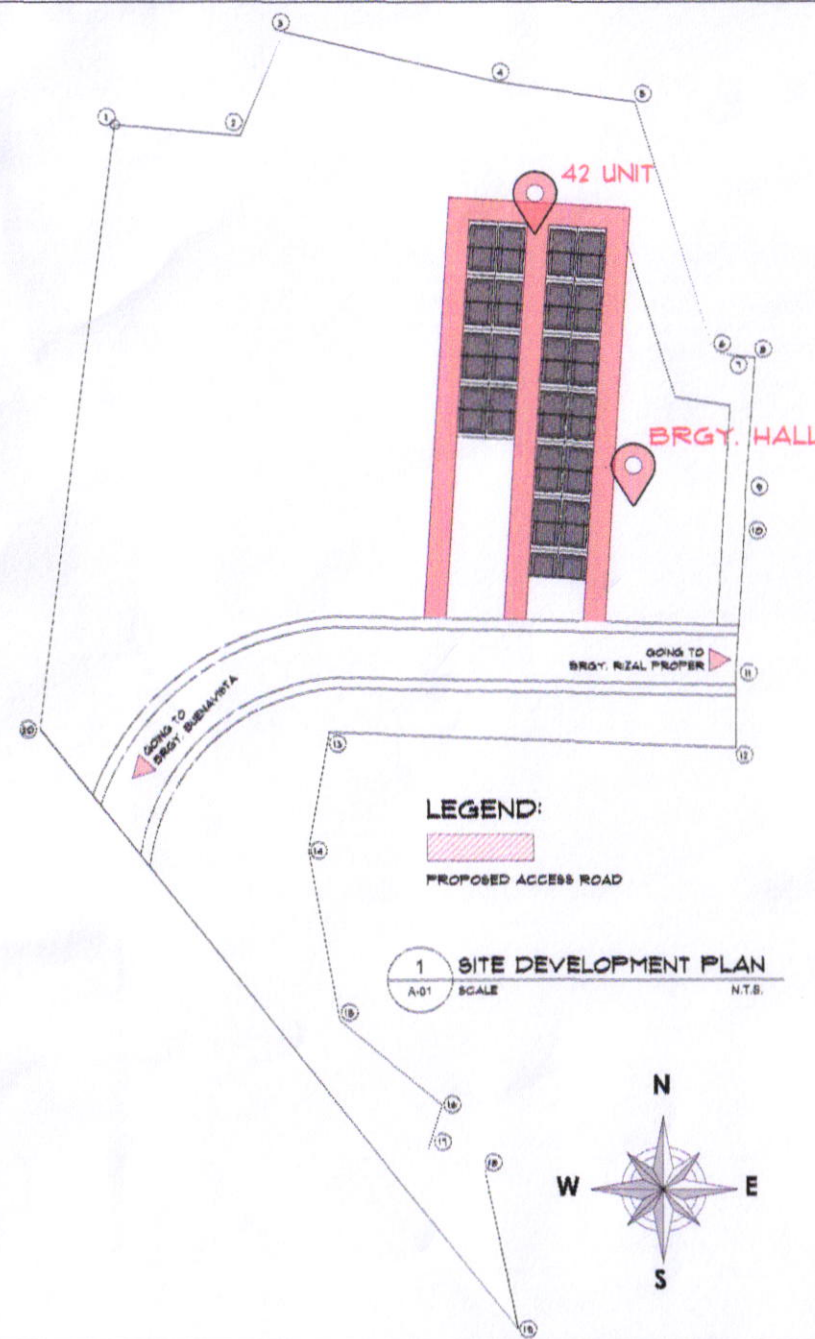 3
4
5
1
2
42 UNIT
6
8
7
BRGY. HALL
9
10
GOING TO
BRGY. RIZAL PROPER
11
GOING TO
BRGY. BUENAVISTA
20
13
12
LEGEND:
14
PROPOSED ACCESS ROAD
1 SITE DEVELOPMENT PLAN
A-01 SCALE N.T.S.
15
N
16
17
18
W E
S
19